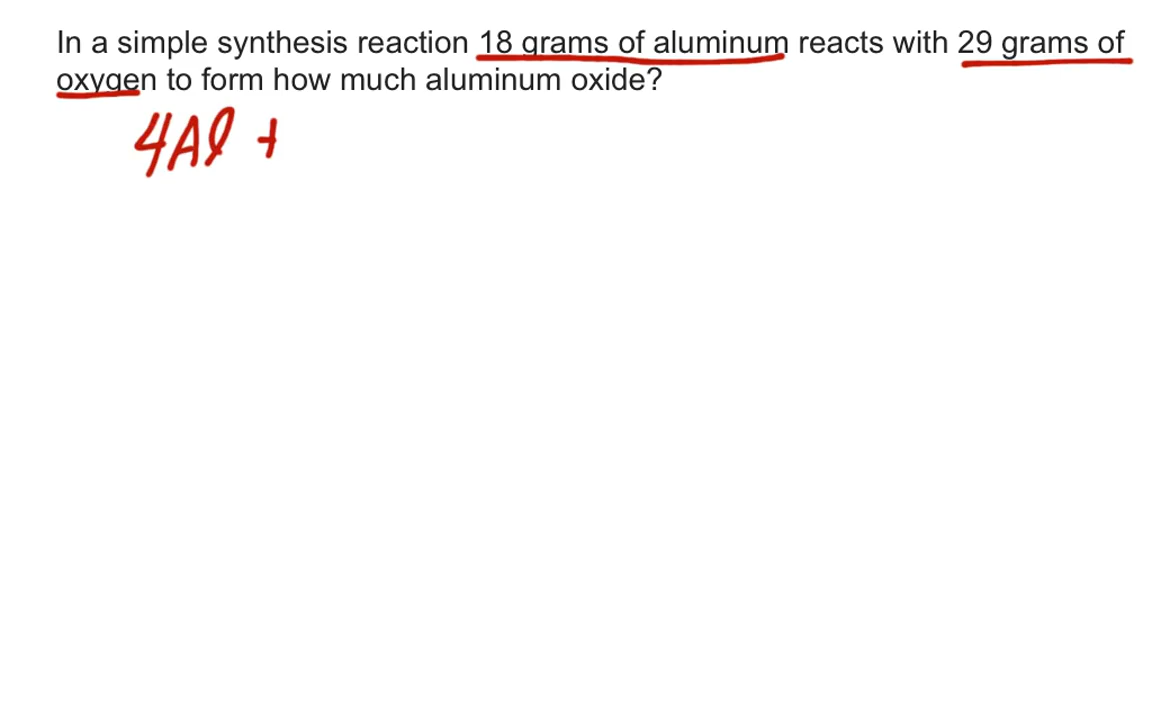 In a simple synthesis reaction 18 grams of aluminum reacts with 29 grams of
oxygen to form how much aluminum oxide?
4Al +